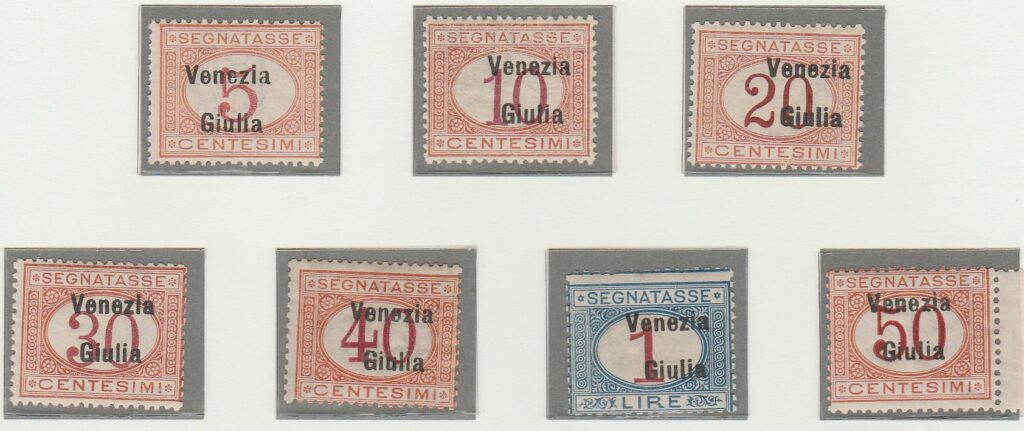 SEGNATASSE
Venezia
5
Giulia
CENTESIMI
SEGNATASSE
Venezia
10
Giulia
CENTESIMI
SEGNATASSE
Venezia
20
Giulia
CENTESIMI
SEGNATASSE
Venezia
30
Giulia
CENTESIMI
SEGNATASSE
Venezia
40
Giulia
CENTESIMI
SEGNATASSE
Venezia
1
Giulia
LIRE
SEGNATASSE
Venezia
50
Giulia
CENTESIMI